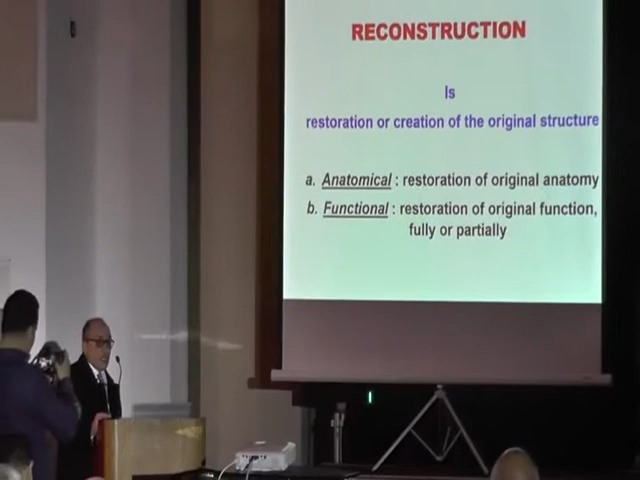 RECONSTRUCTION
Is
restoration or creation of the original structure
a. Anatomical : restoration of original anatomy
b. Functional : restoration of original function,
fully or partially